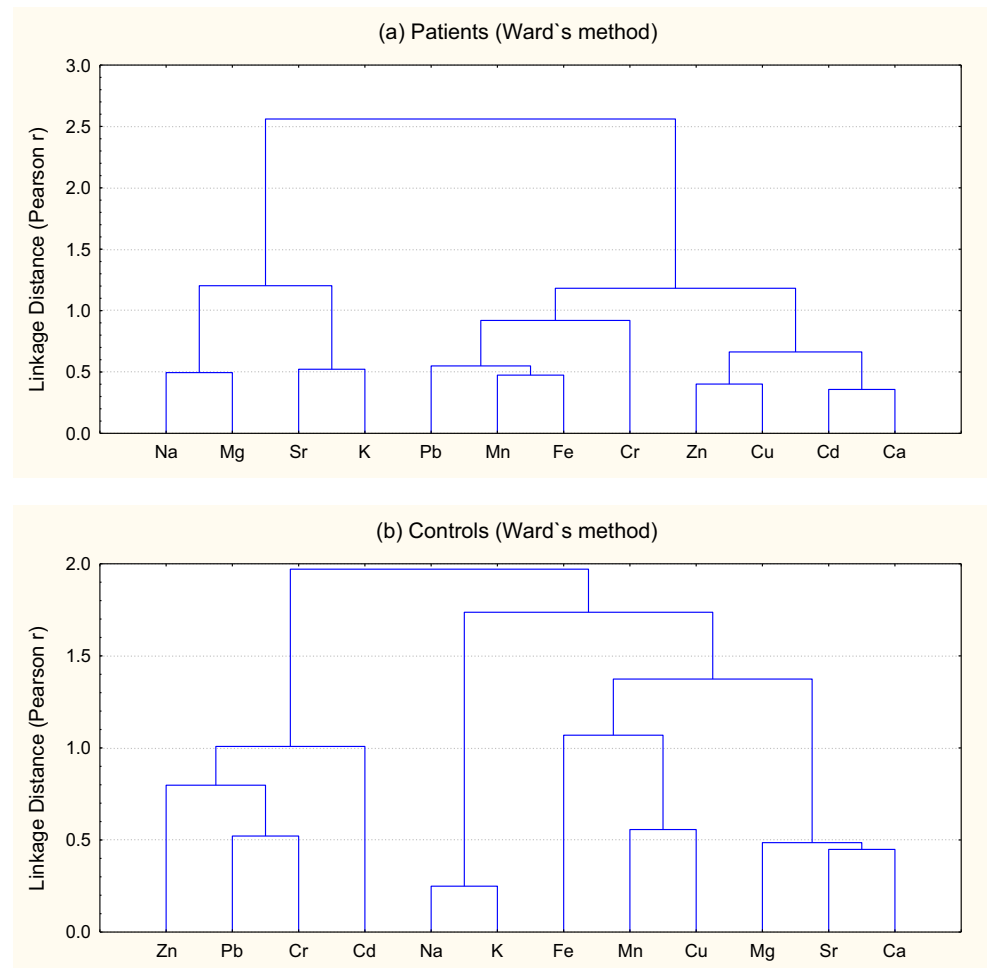 (a) Patients (Ward`s method)
Linkage Distance (Pearson r)
3.0
2.5
2.0
1.5
1.0
0.5
0.0
Na Mg Sr K Pb Mn Fe Cr Zn Cu Cd Ca
(b) Controls (Ward`s method)
Linkage Distance (Pearson r)
2.0
1.5
1.0
0.5
0.0
Zn Pb Cr Cd Na K Fe Mn Cu Mg Sr Ca